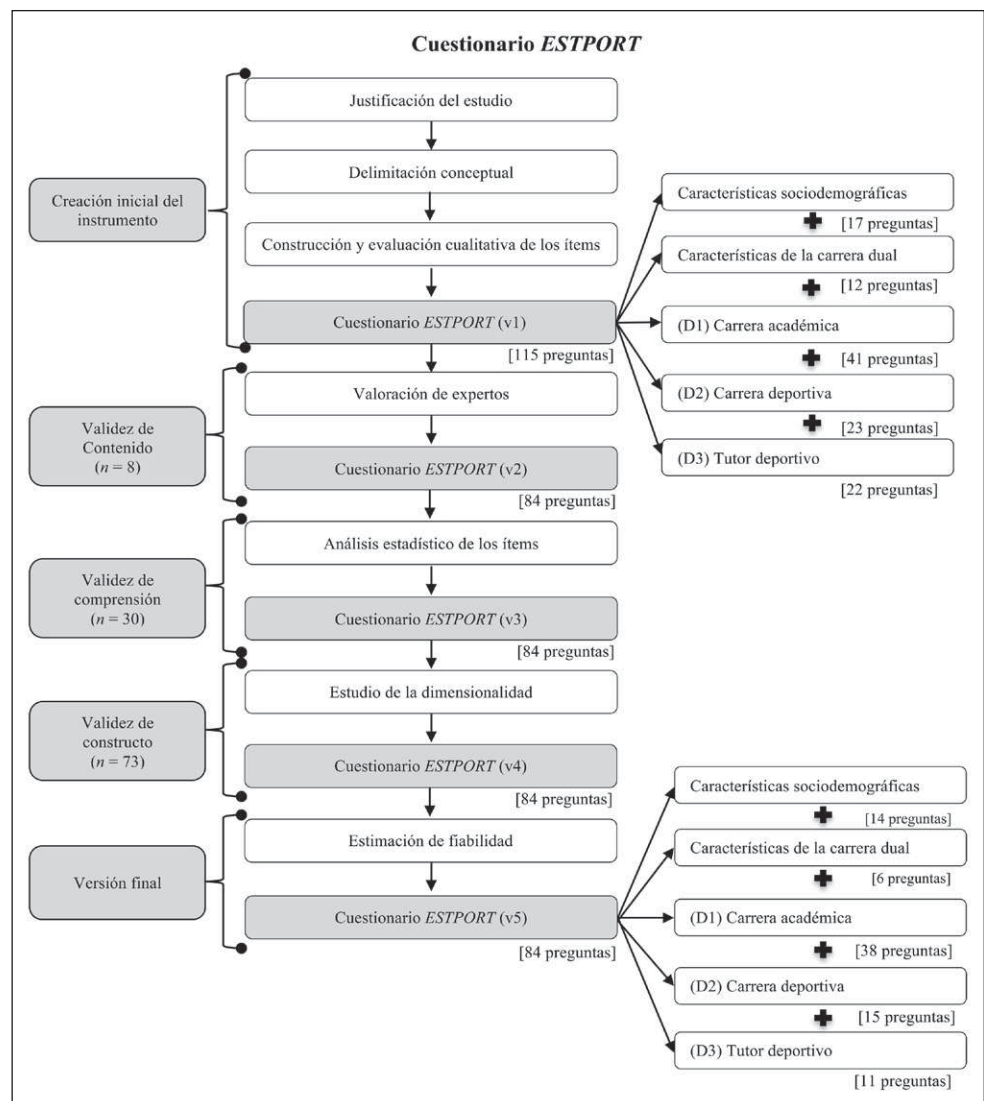 Cuestionario ESTPORT
Creación inicial del
instrumento
Justificación del estudio
Delimitación conceptual
Construcción y evaluación cualitativa de los ítems
Cuestionario ESTPORT (v1)
[115 preguntas]
Características sociodemográficas
[17 preguntas]
Características de la carrera dual
[12 preguntas]
(D1) Carrera académica
[41 preguntas]
(D2) Carrera deportiva
[23 preguntas]
(D3) Tutor deportivo
[22 preguntas]
Validez de
Contenido
(n = 8)
Valoración de expertos
Cuestionario ESTPORT (v2)
[84 preguntas]
Validez de
comprensión
(n = 30)
Análisis estadístico de los ítems
Cuestionario ESTPORT (v3)
[84 preguntas]
Validez de
constructo
(n = 73)
Estudio de la dimensionalidad
Cuestionario ESTPORT (v4)
[84 preguntas]
Versión final
Estimación de fiabilidad
Cuestionario ESTPORT (v5)
[84 preguntas]
Características sociodemográficas
[14 preguntas]
Características de la carrera dual
[6 preguntas]
(D1) Carrera académica
[38 preguntas]
(D2) Carrera deportiva
[15 preguntas]
(D3) Tutor deportivo
[11 preguntas]